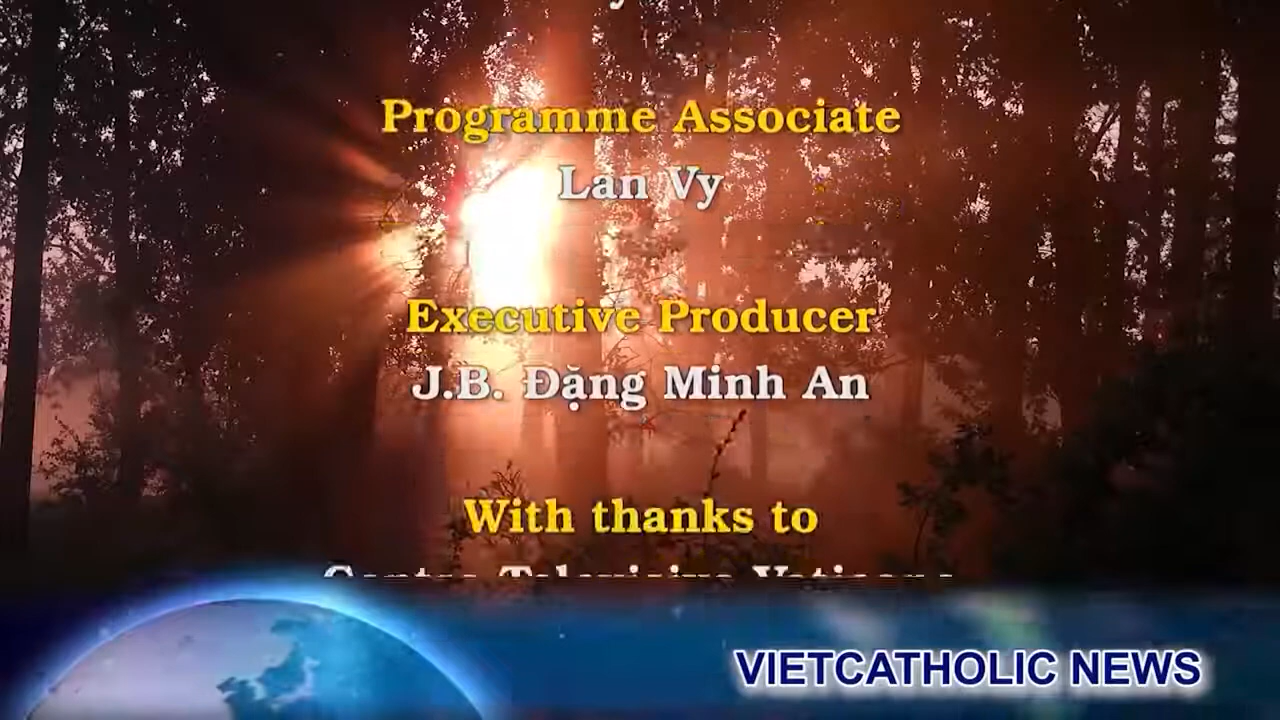 Programme Associate
Lan Vy
Executive Producer
J.B. Đặng Minh An
With thanks to
VIETCATHOLIC NEWS